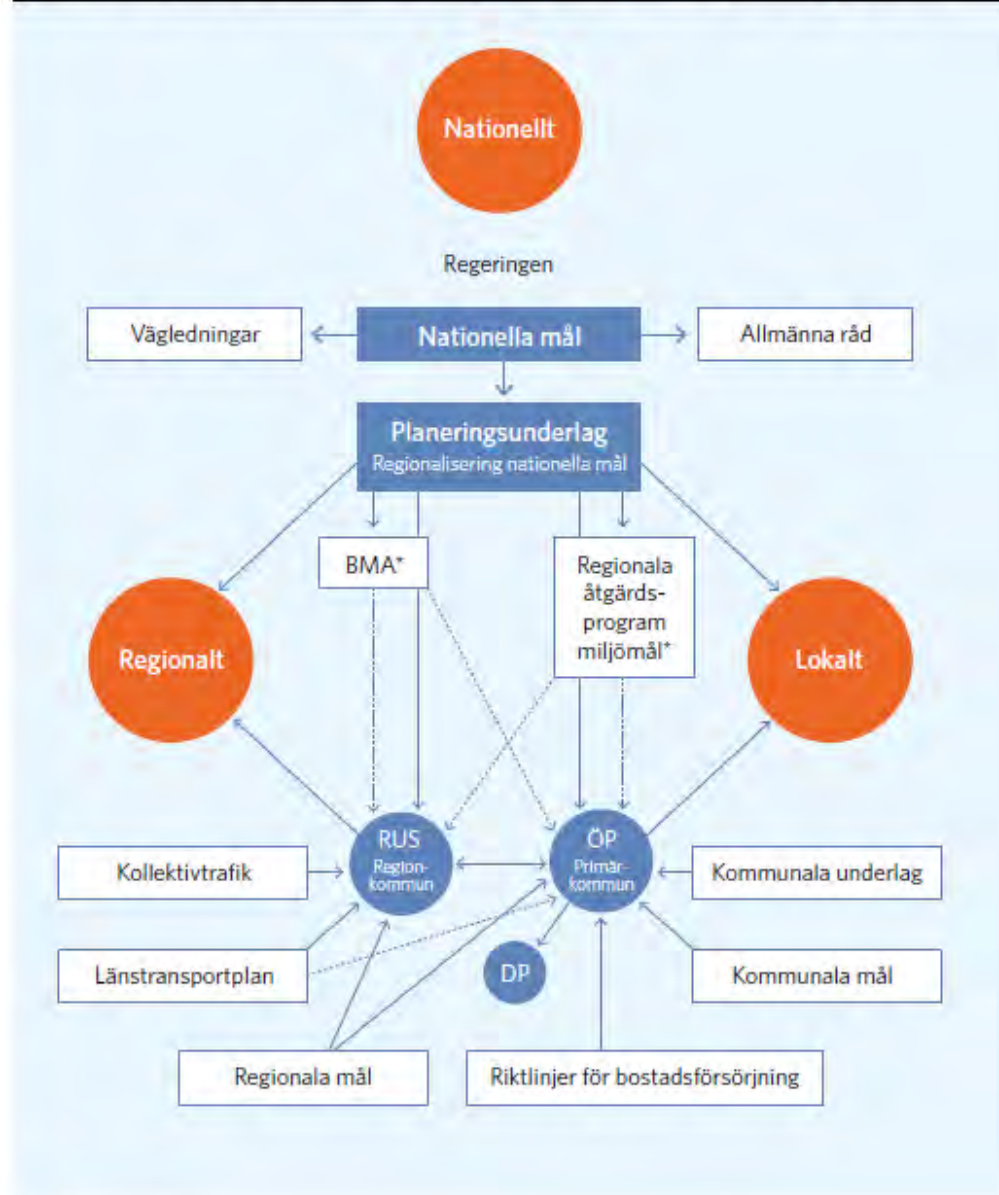 Nationellt
Regeringen
Vägledningar
Nationella mål
Allmänna råd
Planeringsunderlag
Regionalisering nationella mål
BMA*
Regionala
åtgärds-
program
miljömål*
Regionalt
Lokalt
RUS
Region-
kommun
ÖP
Primär-
kommun
Kollektivtrafik
Kommunala underlag
Länstransportplan
DP
Kommunala mål
Regionala mål
Riktlinjer för bostadsförsörjning